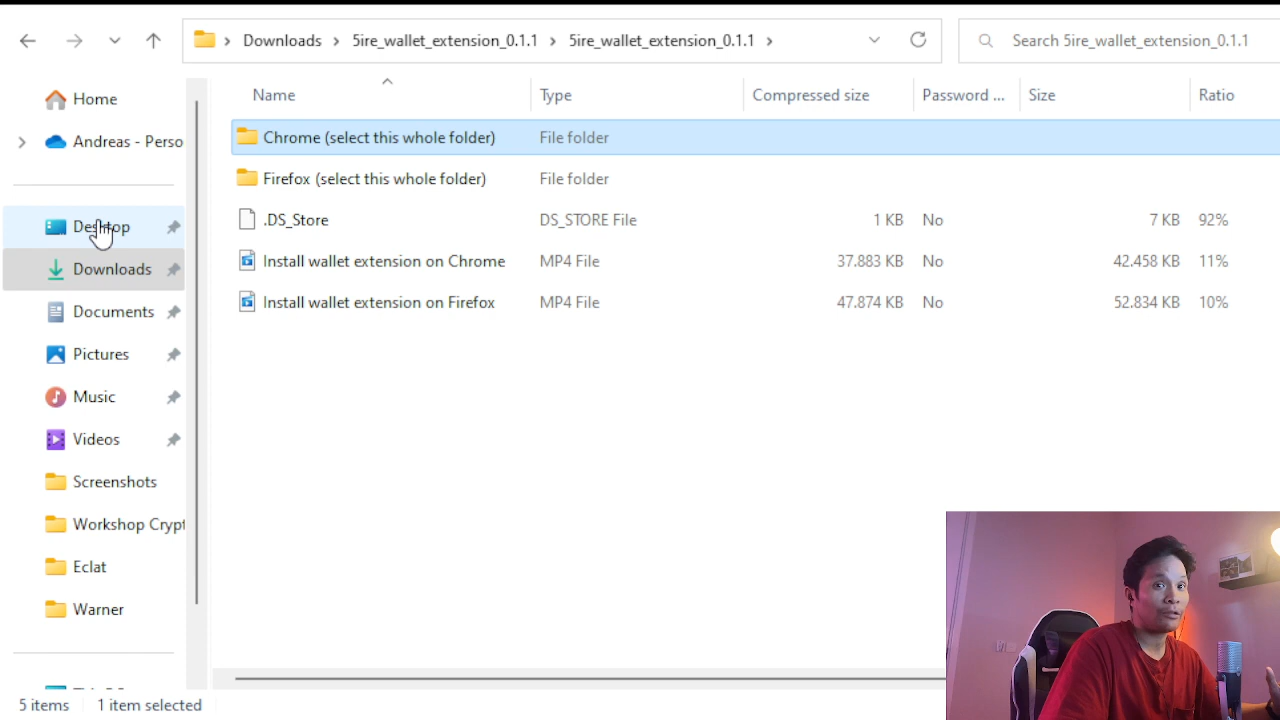 Downloads > 5ire_wallet_extension_0.1.1 > 5ire_wallet_extension_0.1.1 >
Search 5ire_wallet_extension_0.1.1
Home
Andreas - Perso
Desktop
Downloads
Documents
Pictures
Music
Videos
Screenshots
Workshop Crypt
Eclat
Warner
Name Type Compressed size Password ... Size Ratio
Chrome (select this whole folder) File folder
Firefox (select this whole folder) File folder
.DS_Store DS_STORE File 1 KB No 7 KB 92%
Install wallet extension on Chrome MP4 File 37.883 KB No 42.458 KB 11%
Install wallet extension on Firefox MP4 File 47.874 KB No 52.834 KB 10%
5 items 1 item selected